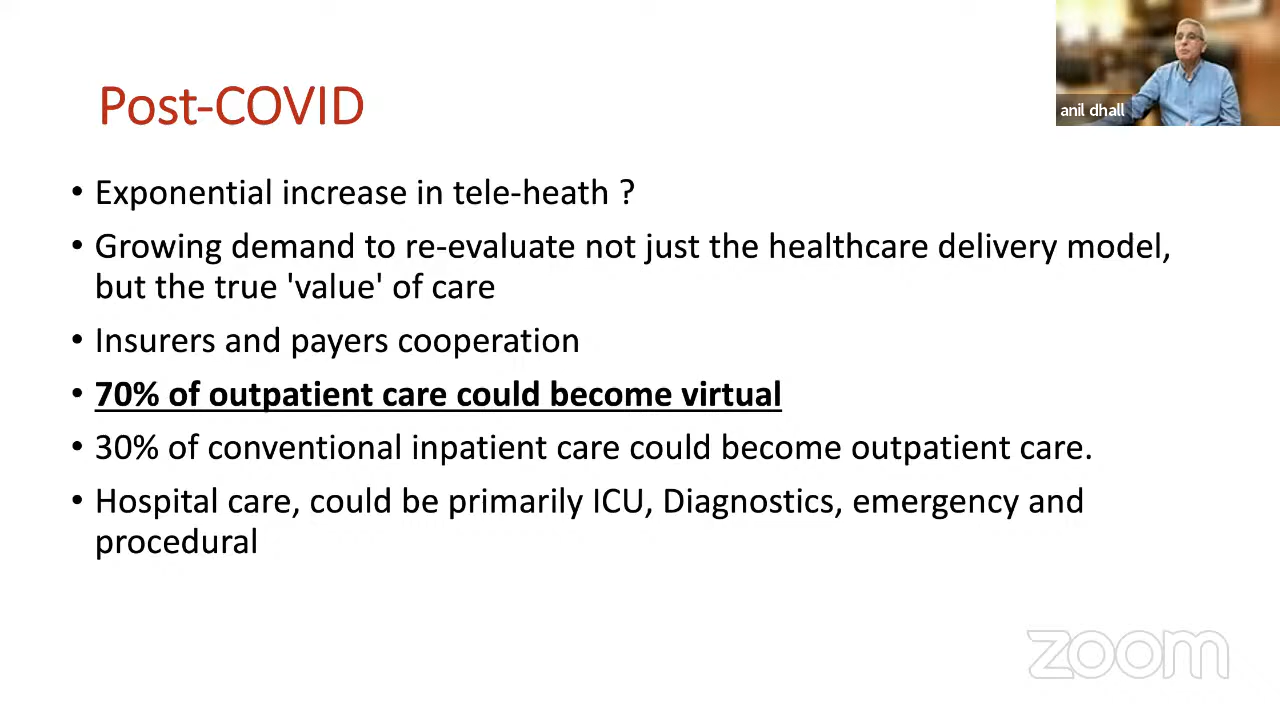 anil dhall
Post-COVID
• Exponential increase in tele-heath ?
• Growing demand to re-evaluate not just the healthcare delivery model,
but the true 'value' of care
• Insurers and payers cooperation
• 70% of outpatient care could become virtual
• 30% of conventional inpatient care could become outpatient care.
• Hospital care, could be primarily ICU, Diagnostics, emergency and
procedural
zoom